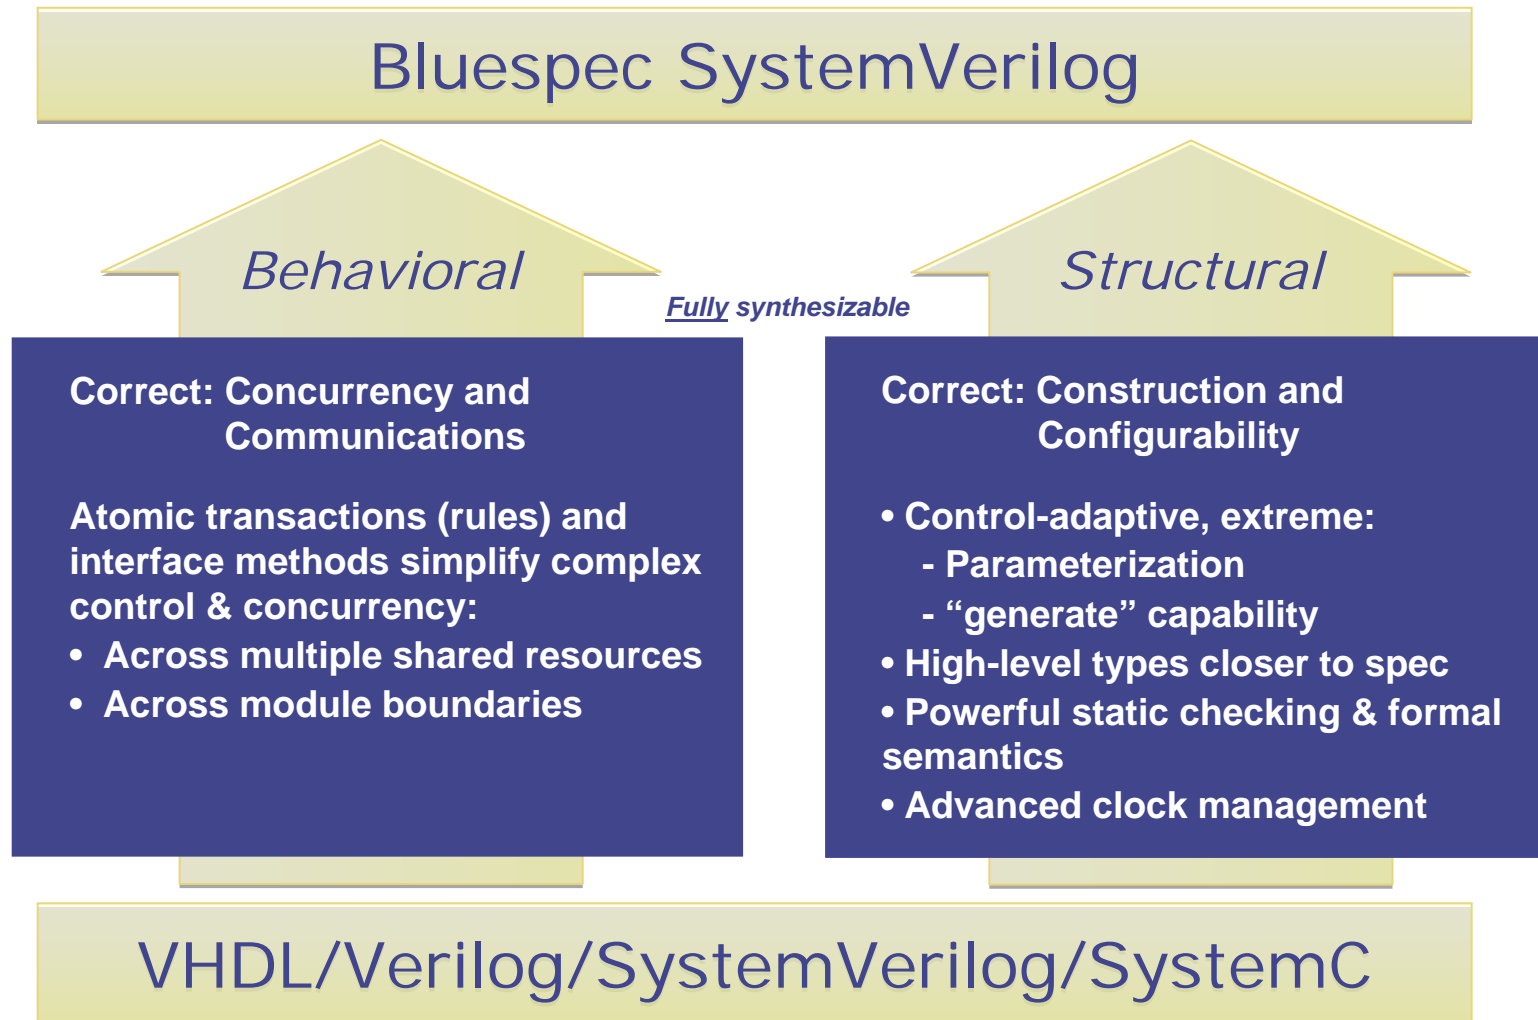 Bluespec SystemVerilog
Behavioral
Structural
Fully synthesizable
Correct: Concurrency and
Communications
Atomic transactions (rules) and
interface methods simplify complex
control & concurrency:
• Across multiple shared resources
• Across module boundaries
Correct: Construction and
Configurability
• Control-adaptive, extreme:
- Parameterization
- “generate” capability
• High-level types closer to spec
• Powerful static checking & formal
semantics
• Advanced clock management
VHDL/Verilog/SystemVerilog/SystemC